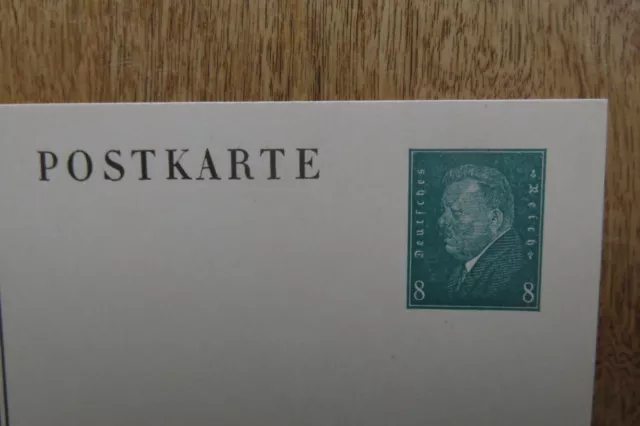 POSTKARTE
Deutsches
Reich
8
8